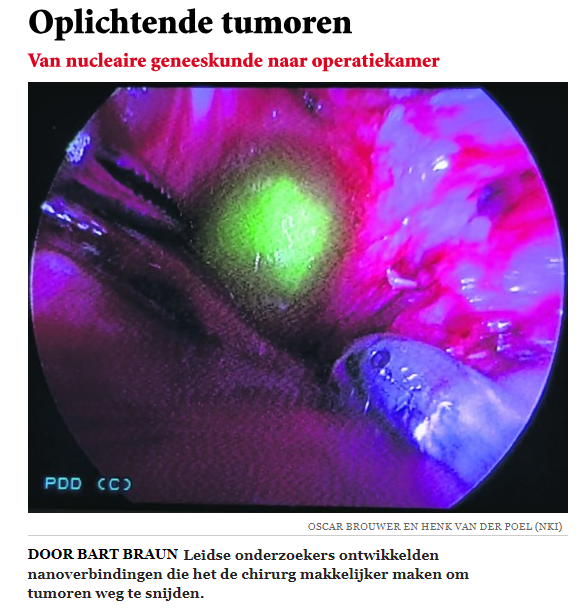 Oplichtende tumoren
Van nucleaire geneeskunde naar operatiekamer
PDD (C)
OSCAR BROUWER EN HENK VAN DER POEL (NKI)
DOOR BART BRAUN Leidse onderzoekers ontwikkelden
nanoverbindingen die het de chirurg makkelijker maken om
tumoren weg te snijden.